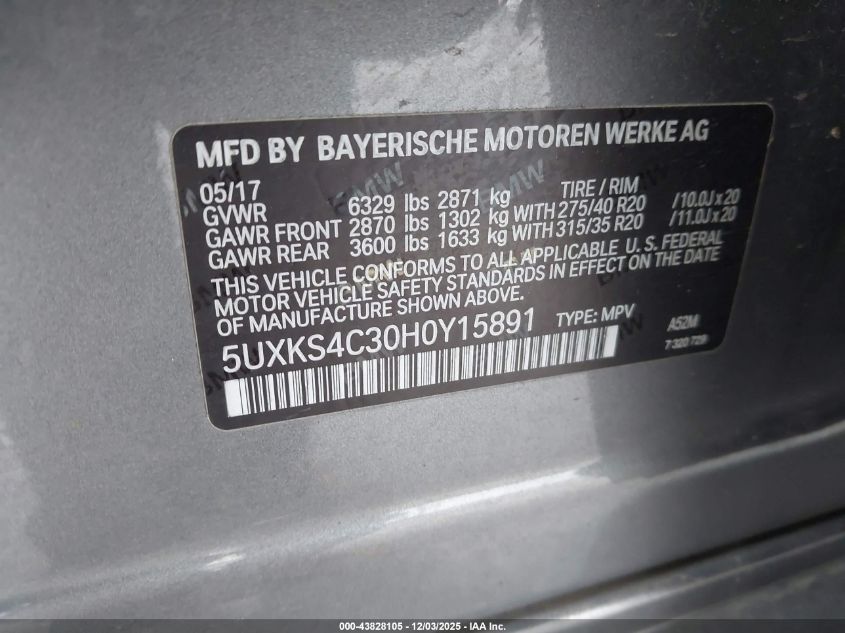 MFD BY BAYERISCHE MOTOREN WERKE AG
05/17
GVWR 6329 lbs 2871 kg TIRE / RIM
GAWR FRONT 2870 lbs 1302 kg WITH 275/40 R20 /10.0J x 20
GAWR REAR 3600 lbs 1633 kg WITH 315/35 R20 /11.0J x 20
THIS VEHICLE CONFORMS TO ALL APPLICABLE U.S. FEDERAL
MOTOR VEHICLE SAFETY STANDARDS IN EFFECT ON THE DATE
OF MANUFACTURE SHOWN ABOVE.
5UXKS4C30H0Y15891 TYPE: MPV A52M
7 320 729
000-43828105 - 12/03/2025 - IAA Inc.